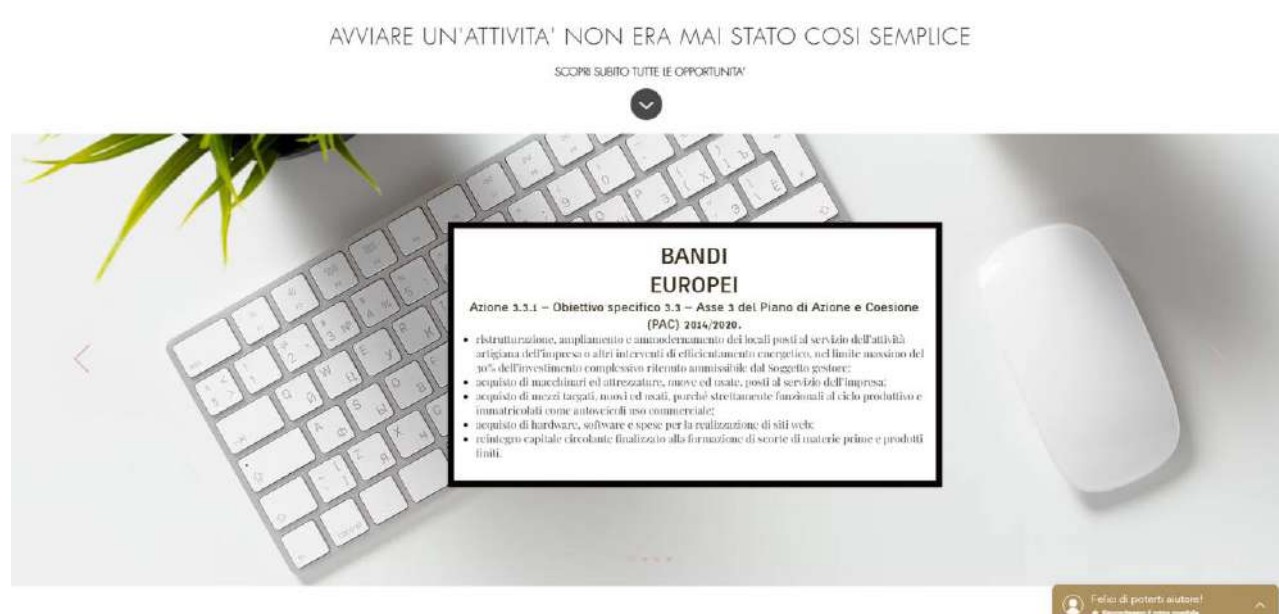 AVVIARE UN'ATTIVITA' NON ERA MAI STATO COSI SEMPLICE
SCOPRI SUBITO TUTTE LE OPPORTUNITA'
BANDI
EUROPEI
Azione 3.3.1 – Obiettivo specifico 3.3 – Asse 3 del Piano di Azione e Coesione
(PAC) 2014/2020.
• ristrutturazione, ampliamento e ammodernamento dei locali posti al servizio dell'attività
artigiana dell'impresa o altri interventi di efficientamento energetico, nel limite massimo del
30% dell'investimento complessivo ritenuto ammissibile dal Soggetto gestore;
• acquisto di macchinari ed attrezzature, nuove ed usate, posti al servizio dell'impresa;
• acquisto di mezzi targati, nuovi ed usati, purché strettamente funzionali al ciclo produttivo e
immatricolati come autoveicoli uso commerciale;
• acquisto di hardware, software e spese per la realizzazione di siti web;
• reintegro capitale circolante finalizzato alla formazione di scorte di materie prime e prodotti
finiti.
Felici di poterti aiutare!